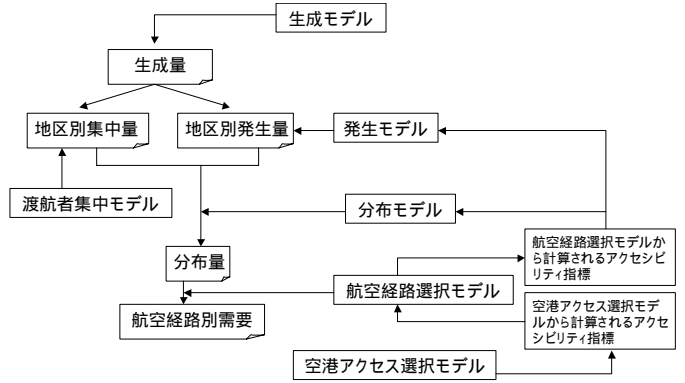 生成モデル
生成量
地区別集中量
地区別発生量
発生モデル
渡航者集中モデル
分布モデル
分布量
航空経路選択モデル
航空経路選択モデルか
ら計算されるアクセシビ
リティ指標
航空経路別需要
空港アクセス選択モデ
ルから計算されるアクセ
シビリティ指標
空港アクセス選択モデル